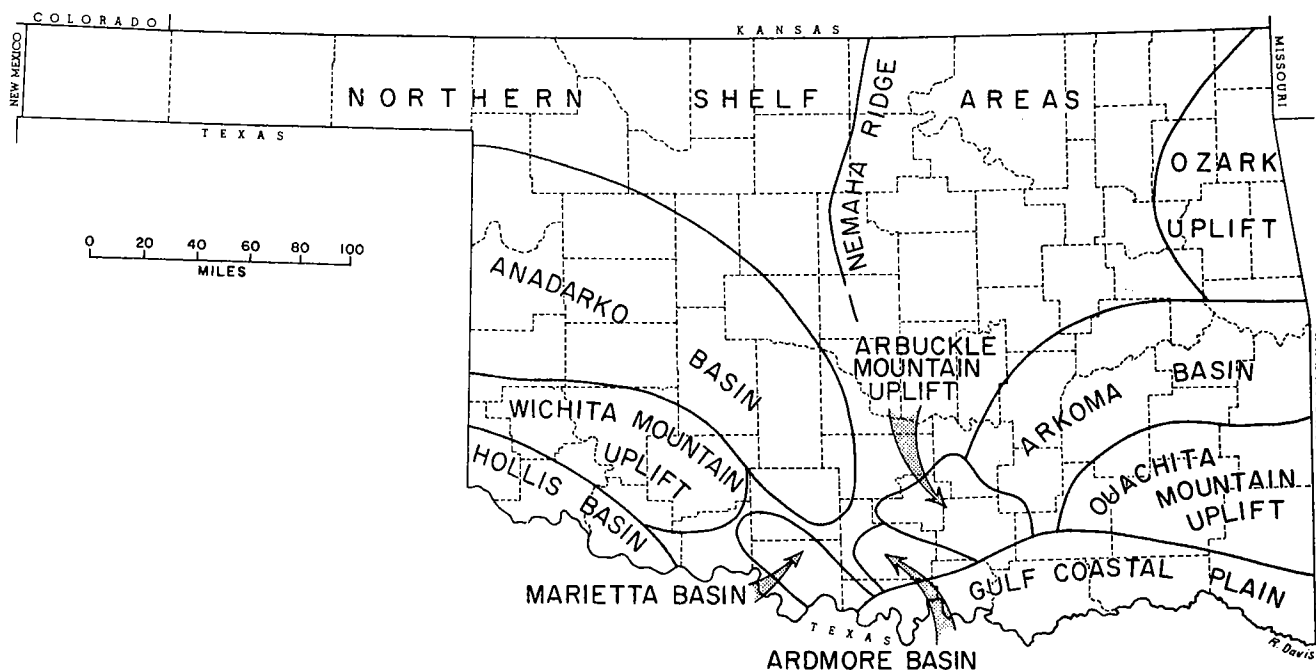 COLORADO
KANSAS
NEW MEXICO
MISSOURI
NORTHERN SHELF AREAS
NEMAHA RIDGE
TEXAS
OZARK
UPLIFT
0 20 40 60 80 100
MILES
ANADARKO
BASIN
ARBUCKLE
MOUNTAIN
UPLIFT
ARKOMA
BASIN
WICHITA MOUNTAIN
UPLIFT
HOLLIS BASIN
OUACHITA
MOUNTAIN
UPLIFT
MARIETTA BASIN
GULF COASTAL PLAIN
TEXAS
ARDMORE BASIN
R. Davis